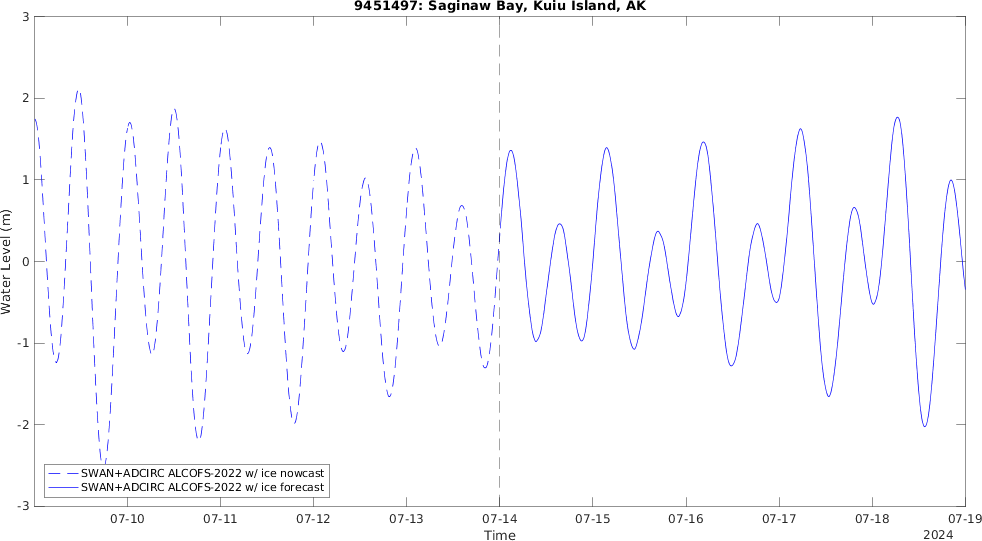 9451497: Saginaw Bay, Kuiu Island, AK
3
2
1
0
-1
-2
-3
Water Level (m)
SWAN+ADCIRC ALCOFS-2022 w/ ice nowcast
SWAN+ADCIRC ALCOFS-2022 w/ ice forecast
07-10 07-11 07-12 07-13 07-14 07-15 07-16 07-17 07-18 07-19
Time
2024